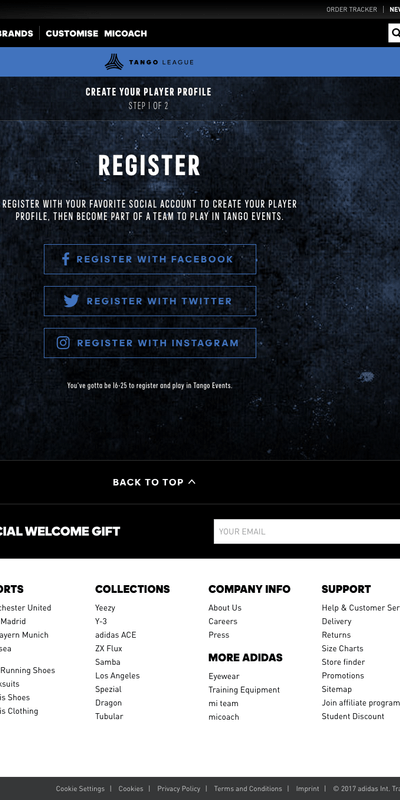 ORDER TRACKER | NEW
BRANDS | CUSTOMISE MICOACH
TANGO LEAGUE
CREATE YOUR PLAYER PROFILE
STEP 1 OF 2
REGISTER
REGISTER WITH YOUR FAVORITE SOCIAL ACCOUNT TO CREATE YOUR PLAYER
PROFILE, THEN BECOME PART OF A TEAM TO PLAY IN TANGO EVENTS.
REGISTER WITH FACEBOOK
REGISTER WITH TWITTER
REGISTER WITH INSTAGRAM
You've gotta be 16-25 to register and play in Tango Events.
BACK TO TOP
CIAL WELCOME GIFT
YOUR EMAIL
ORTS
chester United
Madrid
ayern Munich
sea
Running Shoes
ksuits
is Shoes
is Clothing
COLLECTIONS
Yeezy
Y-3
adidas ACE
ZX Flux
Samba
Los Angeles
Spezial
Dragon
Tubular
COMPANY INFO
About Us
Careers
Press
MORE ADIDAS
Eyewear
Training Equipment
mi team
micoach
SUPPORT
Help & Customer Ser
Delivery
Returns
Size Charts
Store finder
Promotions
Sitemap
Join affiliate program
Student Discount
Cookie Settings | Cookies | Privacy Policy | Terms and Conditions | Imprint | © 2017 adidas Int. Tra